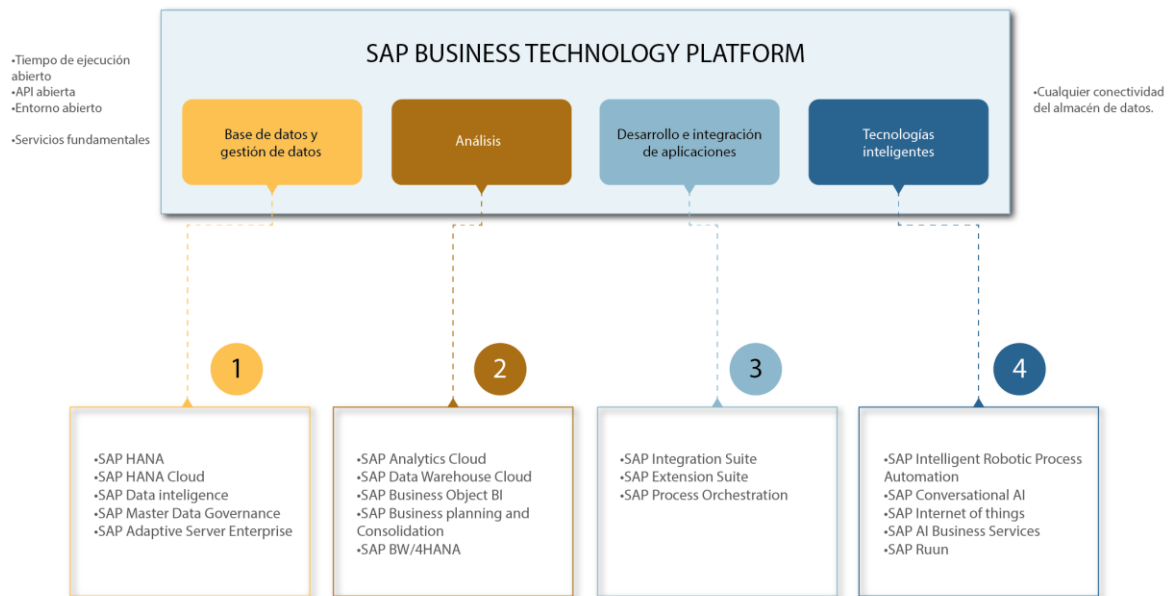 SAP BUSINESS TECHNOLOGY PLATFORM
•Tiempo de ejecución
abierto
•API abierta
•Entorno abierto
•Servicios fundamentales
Base de datos y
gestión de datos
Análisis
Desarrollo e integración
de aplicaciones
Tecnologías
inteligentes
•Cualquier conectividad
del almacén de datos.
1
2
3
4
•SAP HANA
•SAP HANA Cloud
•SAP Data inteligence
•SAP Master Data Governance
•SAP Adaptive Server Enterprise
•SAP Analytics Cloud
•SAP Data Warehouse Cloud
•SAP Business Object BI
•SAP Business planning and
Consolidation
•SAP BW/4HANA
•SAP Integration Suite
•SAP Extension Suite
•SAP Process Orchestration
•SAP Intelligent Robotic Process
Automation
•SAP Conversational AI
•SAP Internet of things
•SAP AI Business Services
•SAP Ruun